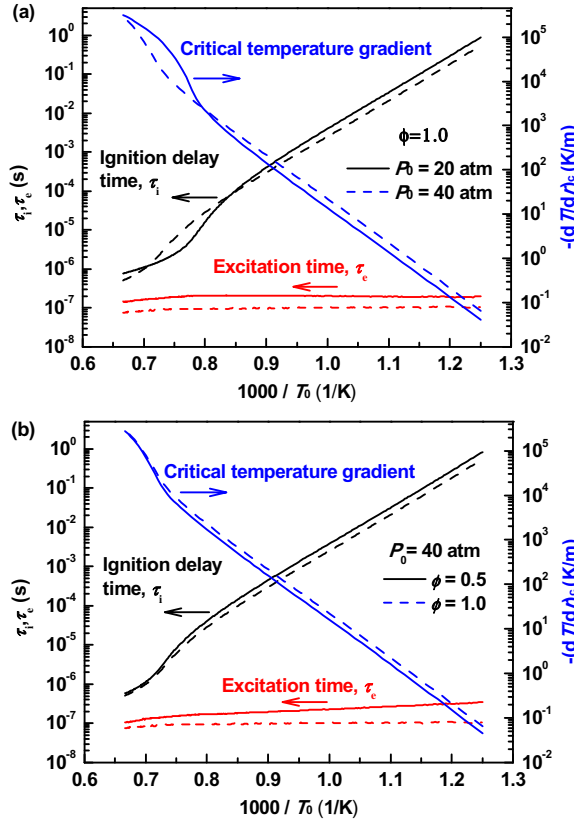 (a)
10^0
10^-1
10^-2
10^-3
10^-4
10^-5
10^-6
10^-7
10^-8
τi,τe (s)
Critical temperature gradient
ϕ=1.0
P0 = 20 atm
P0 = 40 atm
Ignition delay
time, τi
Excitation time, τe
10^5
10^4
10^3
10^2
10^1
10^0
10^-1
10^-2
-(dT/dr)c (K/m)
0.6 0.7 0.8 0.9 1.0 1.1 1.2 1.3
1000 / T0 (1/K)
(b)
10^0
10^-1
10^-2
10^-3
10^-4
10^-5
10^-6
10^-7
10^-8
τi,τe (s)
Critical temperature gradient
Ignition delay
time, τi
P0 = 40 atm
ϕ = 0.5
ϕ = 1.0
Excitation time, τe
10^5
10^4
10^3
10^2
10^1
10^0
10^-1
10^-2
-(dT/dr)c (K/m)
0.6 0.7 0.8 0.9 1.0 1.1 1.2 1.3
1000 / T0 (1/K)